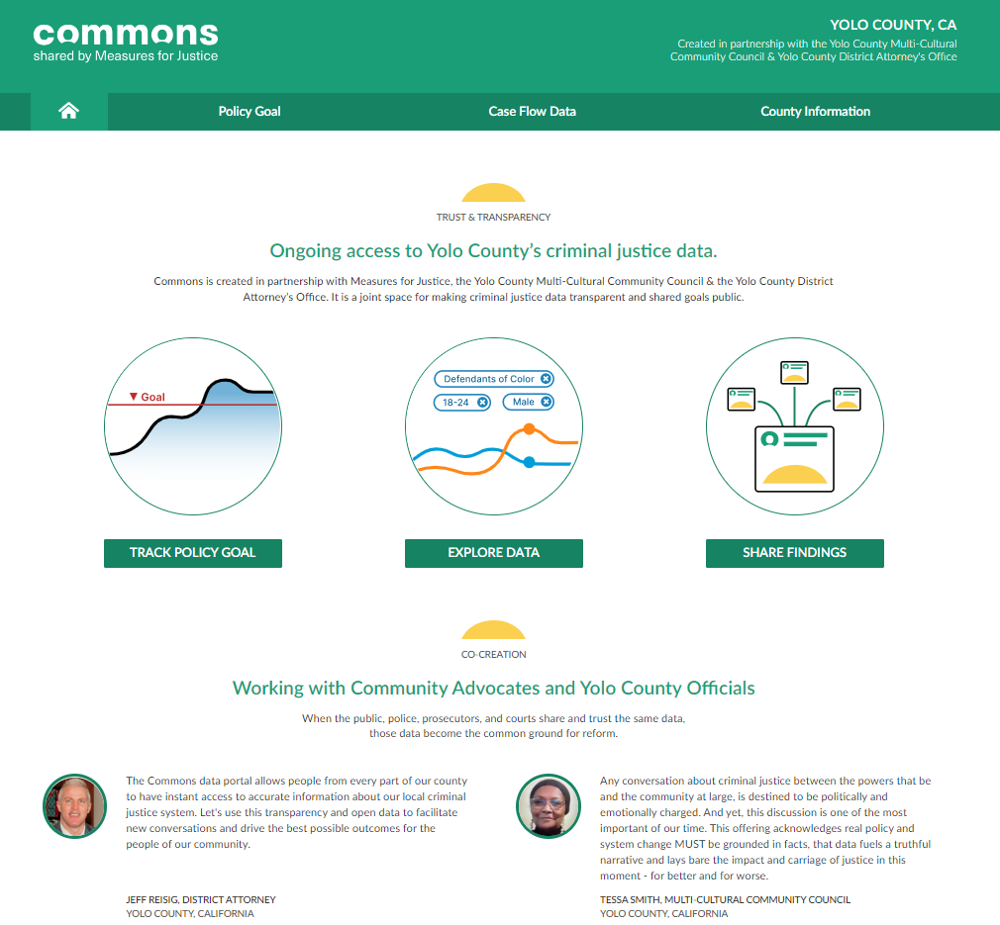 commons
shared by Measures for Justice
YOLO COUNTY, CA
Created in partnership with the Yolo County Multi-Cultural
Community Council & Yolo County District Attorney's Office
Policy Goal
Case Flow Data
County Information
TRUST & TRANSPARENCY
Ongoing access to Yolo County's criminal justice data.
Commons is created in partnership with Measures for Justice, the Yolo County Multi-Cultural Community Council & the Yolo County District
Attorney's Office. It is a joint space for making criminal justice data transparent and shared goals public.
Goal
Defendants of Color
18-24
Male
TRACK POLICY GOAL
EXPLORE DATA
SHARE FINDINGS
CO-CREATION
Working with Community Advocates and Yolo County Officials
When the public, police, prosecutors, and courts share and trust the same data,
those data become the common ground for reform.
The Commons data portal allows people from every part of our county
to have instant access to accurate information about our local criminal
justice system. Let's use this transparency and open data to facilitate
new conversations and drive the best possible outcomes for the
people of our community.
JEFF REISIG, DISTRICT ATTORNEY
YOLO COUNTY, CALIFORNIA
Any conversation about criminal justice between the powers that be
and the community at large, is destined to be politically and
emotionally charged. And yet, this discussion is one of the most
important of our time. This offering acknowledges real policy and
system change MUST be grounded in facts, that data fuels a truthful
narrative and lays bare the impact and carriage of justice in this
moment - for better and for worse.
TESSA SMITH, MULTI-CULTURAL COMMUNITY COUNCIL
YOLO COUNTY, CALIFORNIA